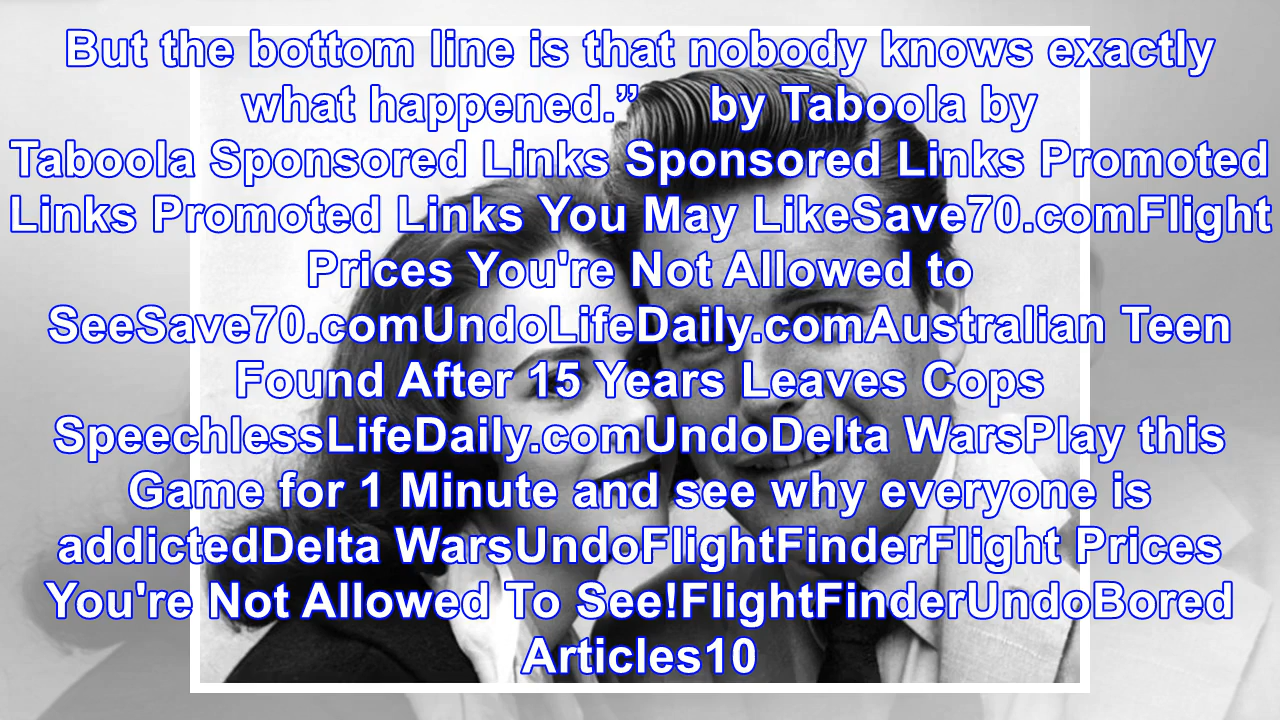 But the bottom line is that nobody knows exactly
what happened.” by Taboola by
Taboola Sponsored Links Sponsored Links Promoted
Links Promoted Links You May LikeSave70.comFlight
Prices You're Not Allowed to
SeeSave70.comUndoLifeDaily.comAustralian Teen
Found After 15 Years Leaves Cops
SpeechlessLifeDaily.comUndoDelta WarsPlay this
Game for 1 Minute and see why everyone is
addictedDelta WarsUndoFlightFinderFlight Prices
You're Not Allowed To See!FlightFinderUndoBored
Articles10